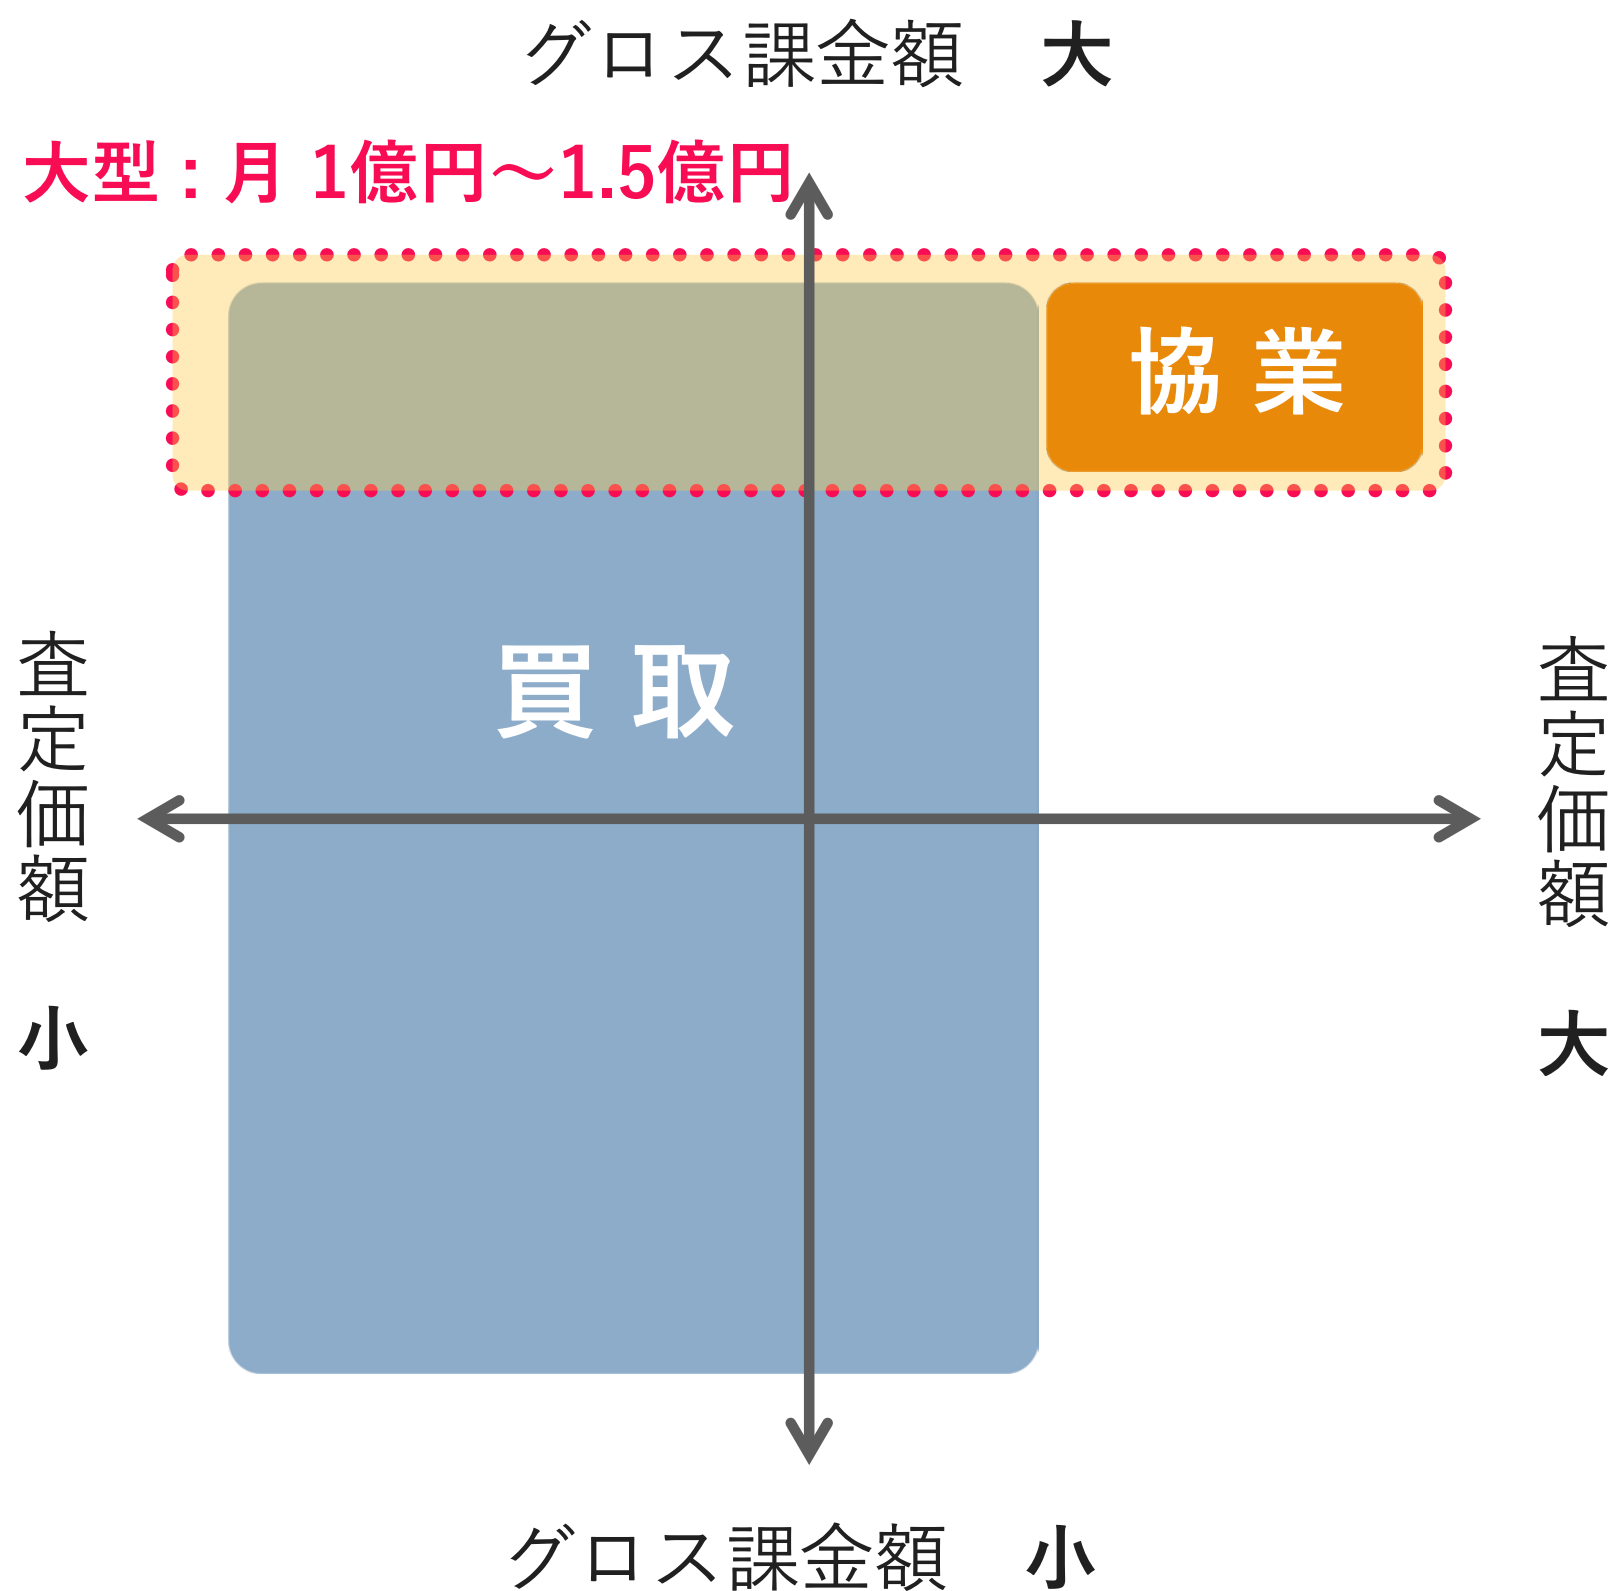 グロス課金額 大
大型：月 1億円～1.5億円
協業
買取
査定価額 小
査定価額 大
グロス課金額 小